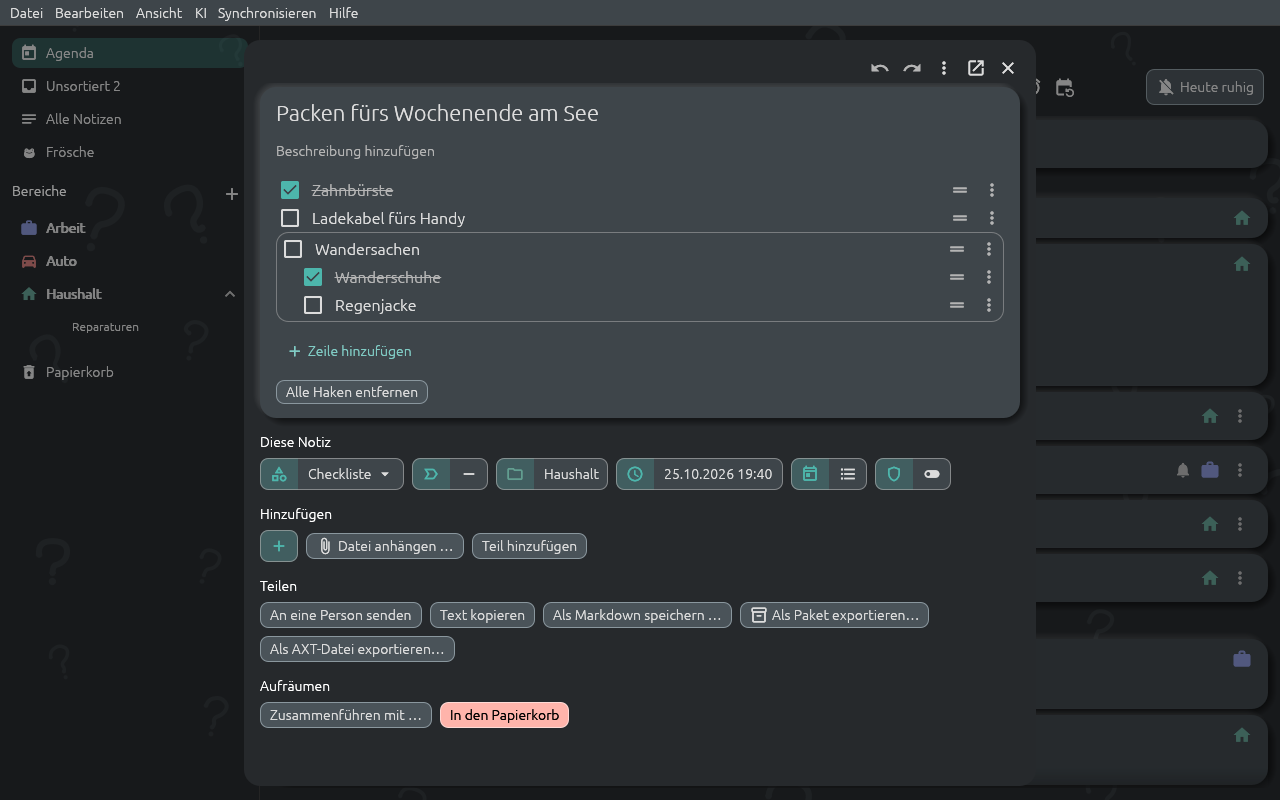 Datei Bearbeiten Ansicht KI Synchronisieren Hilfe
Agenda
Unsortiert 2
Alle Notizen
Frösche
Bereiche
Arbeit
Auto
Haushalt
Reparaturen
Papierkorb
Heute ruhig
Packen fürs Wochenende am See
Beschreibung hinzufügen
Zahnbürste
Ladekabel fürs Handy
Wandersachen
Wanderschuhe
Regenjacke
Zeile hinzufügen
Alle Haken entfernen
Diese Notiz
Checkliste Haushalt 25.10.2026 19:40
Hinzufügen
Datei anhängen … Teil hinzufügen
Teilen
An eine Person senden Text kopieren Als Markdown speichern … Als Paket exportieren…
Als AXT-Datei exportieren…
Aufräumen
Zusammenführen mit … In den Papierkorb